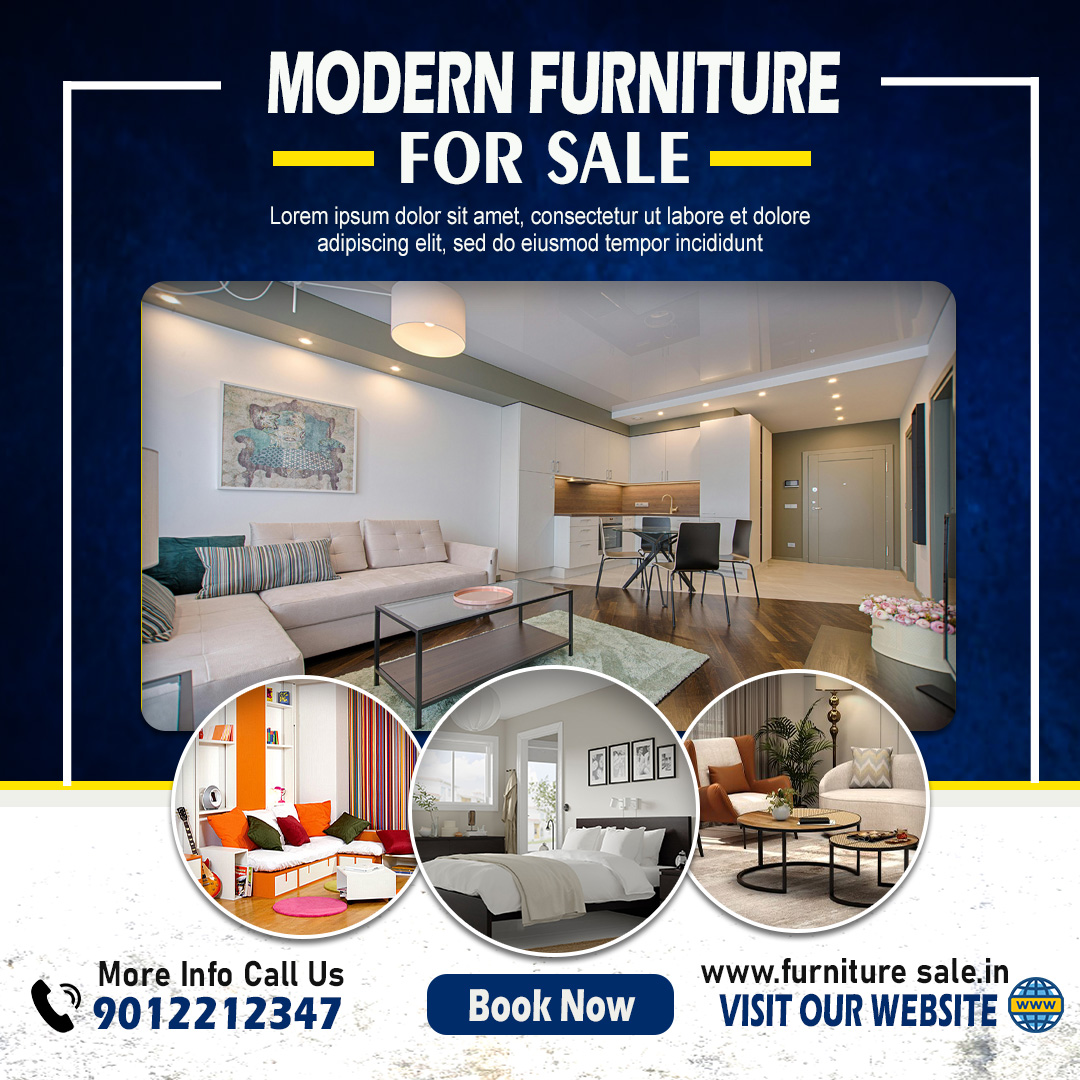 MODERN FURNITURE
FOR SALE
Lorem ipsum dolor sit amet, consectetur ut labore et dolore
adipiscing elit, sed do eiusmod tempor incididunt
More Info Call Us
9012212347
Book Now
www.furniture sale.in
VISIT OUR WEBSITE
WWW